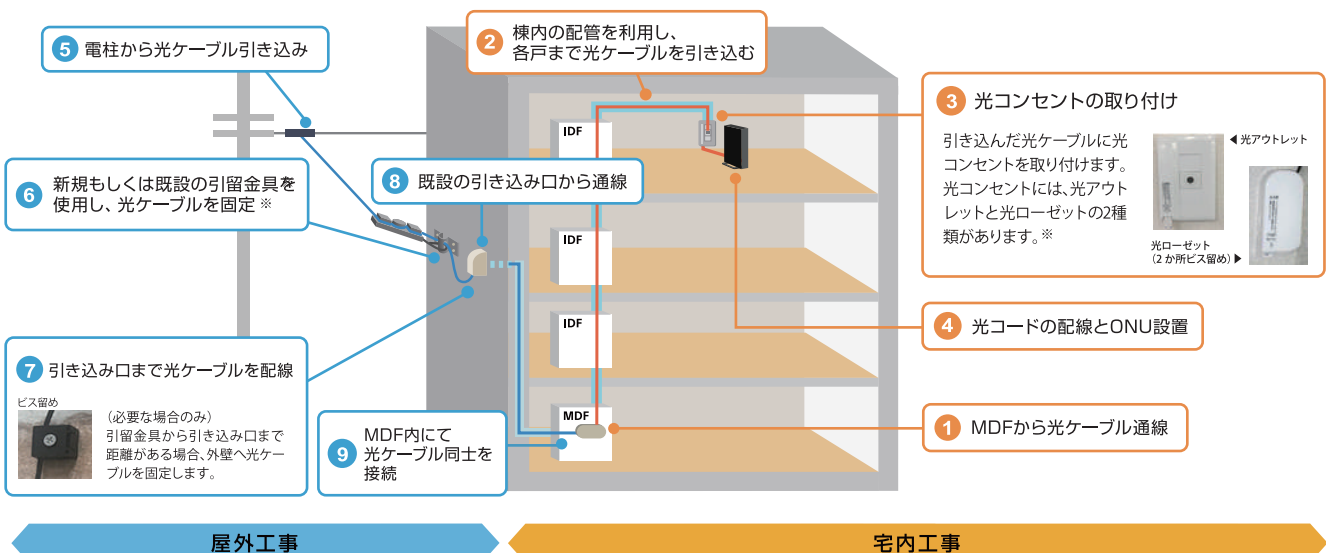 5 電柱から光ケーブル引き込み
2 棟内の配管を利用し、
各戸まで光ケーブルを引き込む
3 光コンセントの取り付け
引き込んだ光ケーブルに光
コンセントを取り付けます。
光コンセントには、光アウト
レットと光ローゼットの2種
類があります。※
◀光アウトレット
光ローゼット
(2か所ビス留め)▶
6 新規もしくは既設の引留金具を
使用し、光ケーブルを固定※
8 既設の引き込み口から通線
IDF
IDF
IDF
MDF
4 光コードの配線とONU設置
7 引き込み口まで光ケーブルを配線
ビス留め
(必要な場合のみ)
引留金具から引き込み口まで
距離がある場合、外壁へ光ケー
ブルを固定します。
9 MDF内にて
光ケーブル同士を
接続
1 MDFから光ケーブル通線
屋外工事
宅内工事